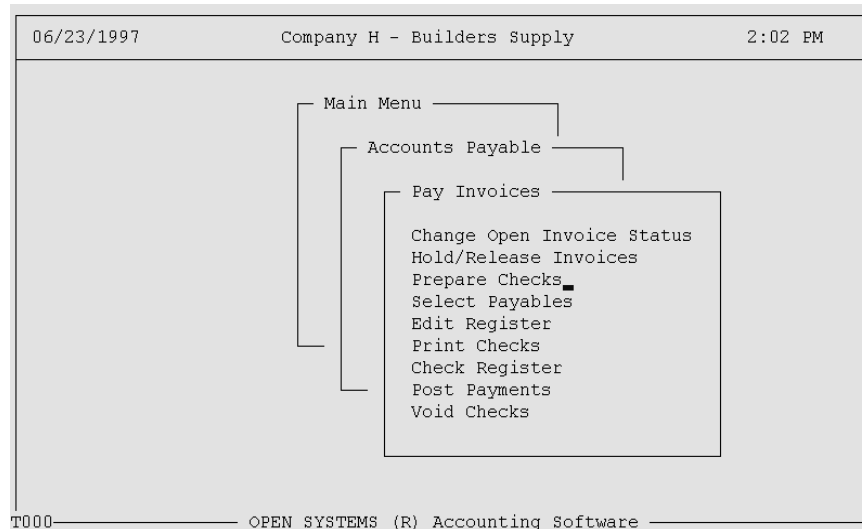 06/23/1997 Company H - Builders Supply 2:02 PM
Main Menu
Accounts Payable
Pay Invoices
Change Open Invoice Status
Hold/Release Invoices
Prepare Checks
Select Payables
Edit Register
Print Checks
Check Register
Post Payments
Void Checks
T000 OPEN SYSTEMS (R) Accounting Software